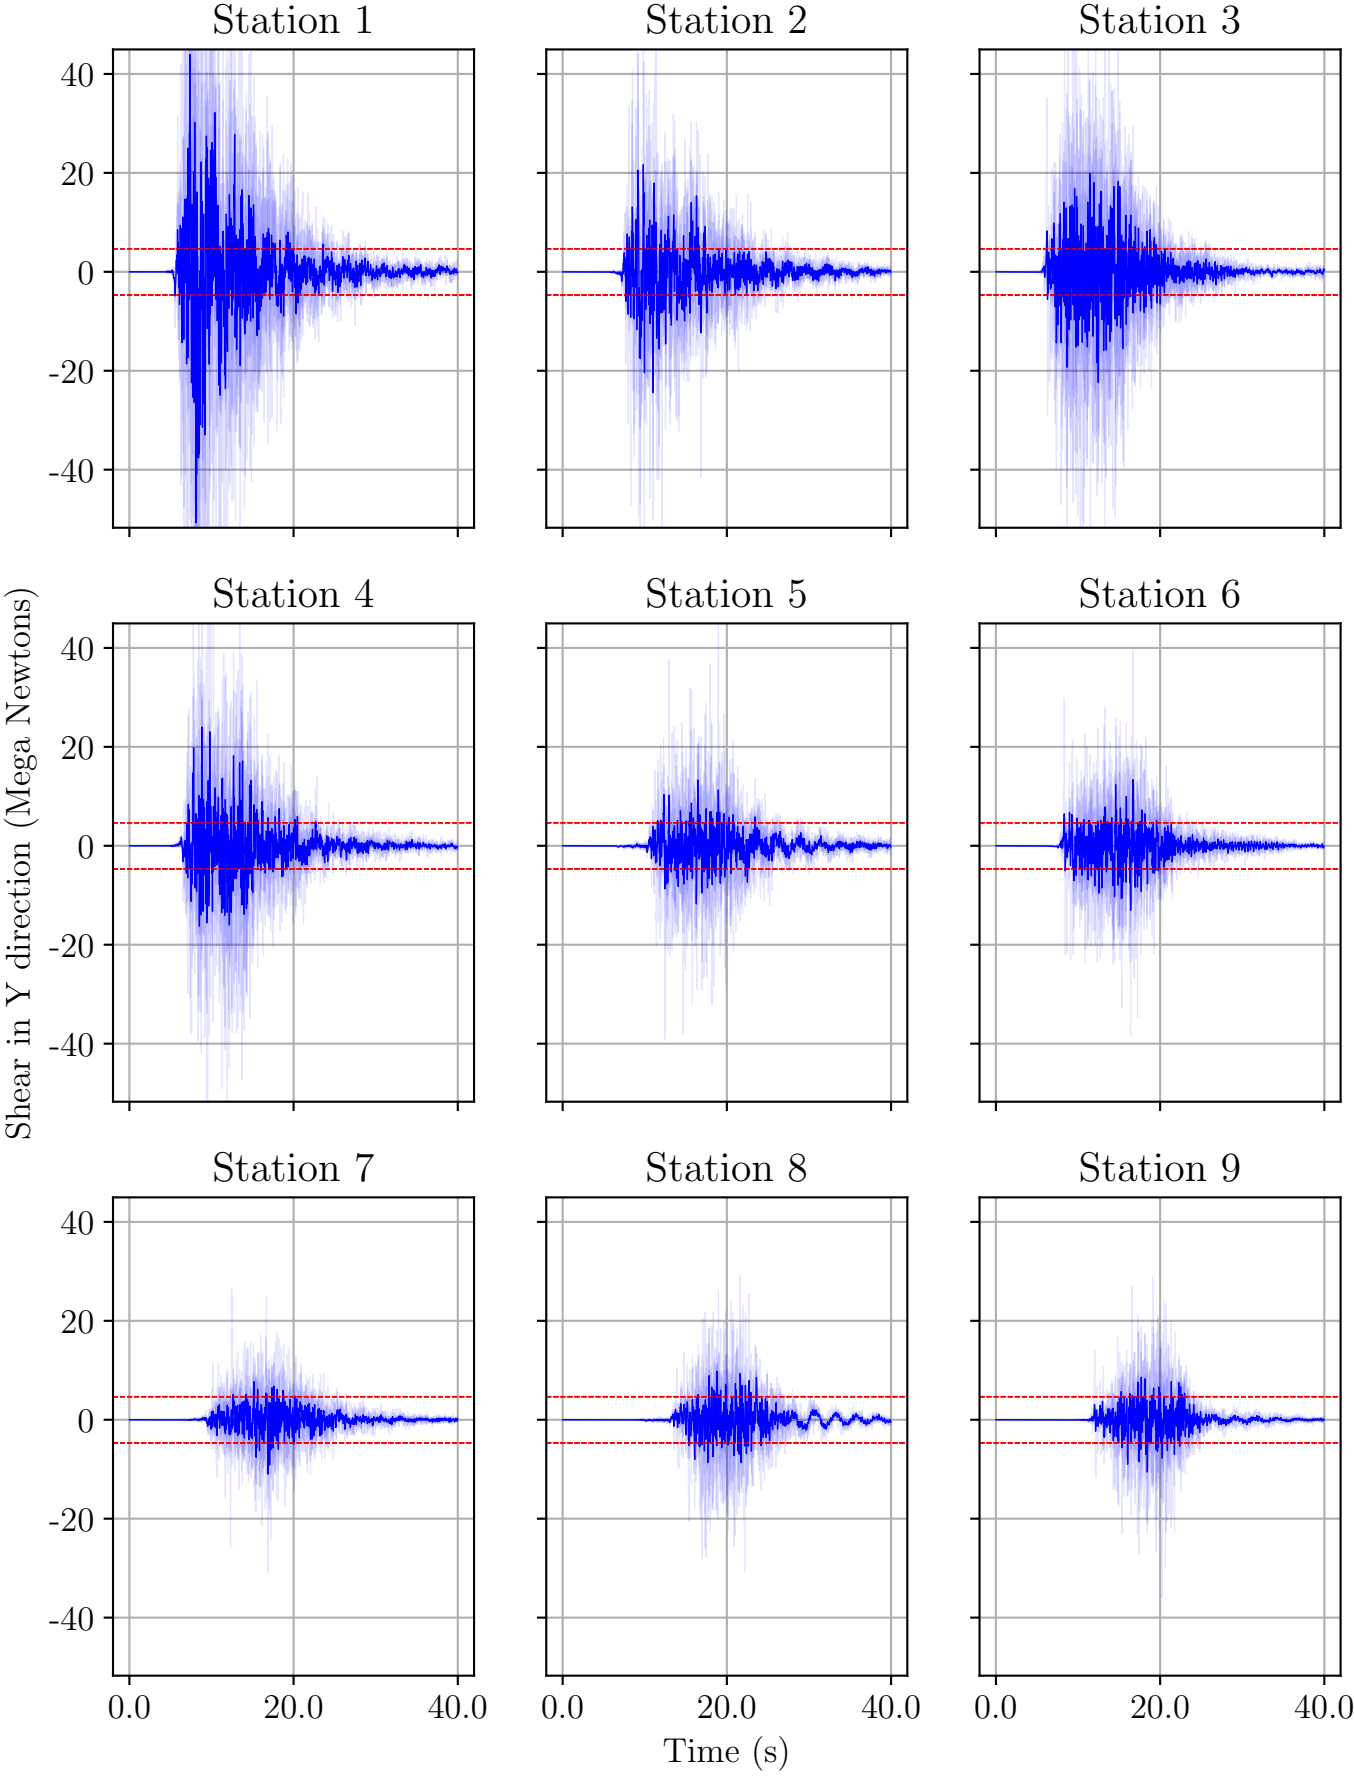 Station 1
Station 2
Station 3
40
20
0
-20
-40
Station 4
Station 5
Station 6
40
20
0
-20
-40
Shear in Y direction (Mega Newtons)
Station 7
Station 8
Station 9
40
20
0
-20
-40
0.0 20.0 40.0
0.0 20.0 40.0
0.0 20.0 40.0
Time (s)